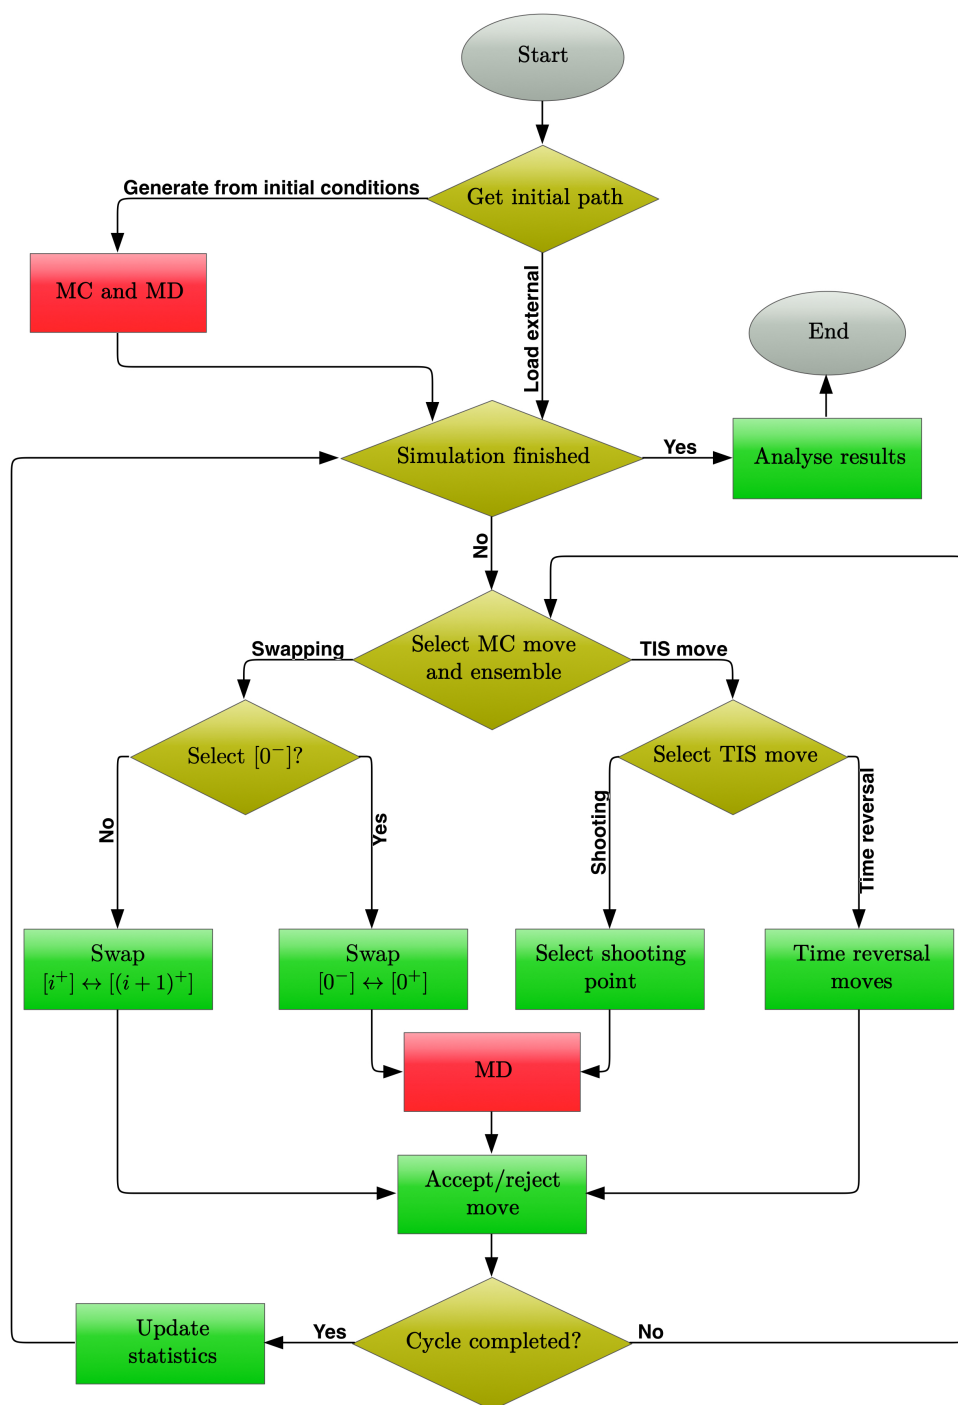 Start
Get initial path
Generate from initial conditions
Load external
MC and MD
End
Simulation finished
Yes
Analyse results
No
Select MC move
and ensemble
Swapping
TIS move
Select [0⁻]?
Select TIS move
No
Yes
Shooting
Time reversal
Swap
[i⁺] ↔ [(i + 1)⁺]
Swap
[0⁻] ↔ [0⁺]
Select shooting
point
Time reversal
moves
MD
Accept/reject
move
Cycle completed?
Yes
No
Update
statistics